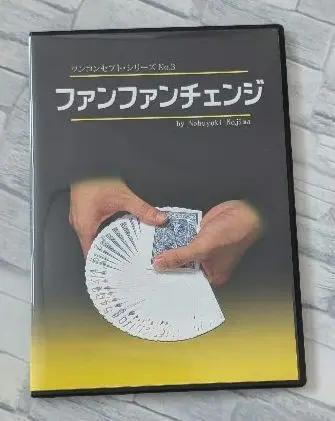 ワンコンセプト・シリーズ No.3
ファンファンチェンジ
by Nobuyuki Nojima